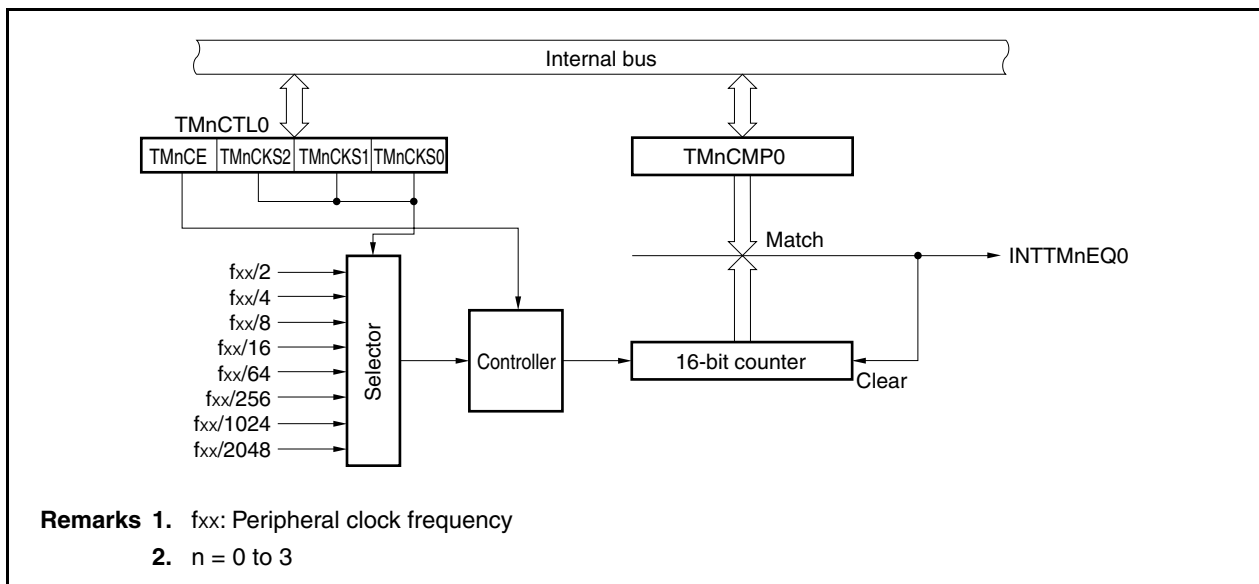 Internal bus
TMnCTL0
TMnCE TMnCKS2 TMnCKS1 TMnCKS0
TMnCMP0
Match
INTTMnEQ0
fxx/2
fxx/4
fxx/8
fxx/16
fxx/64
fxx/256
fxx/1024
fxx/2048
Selector
Controller
16-bit counter
Clear
Remarks 1. fxx: Peripheral clock frequency
2. n = 0 to 3